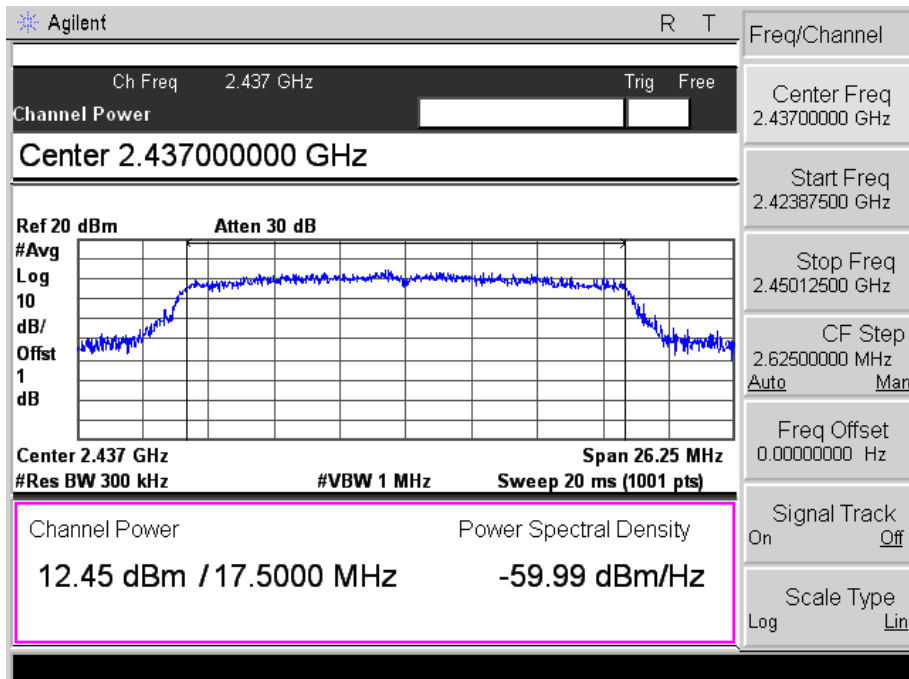 Agilent R T
Ch Freq 2.437 GHz Trig Free
Channel Power
Center 2.437000000 GHz
Ref 20 dBm Atten 30 dB
#Avg
Log
10
dB/
Offst
1
dB
Center 2.437 GHz Span 26.25 MHz
#Res BW 300 kHz #VBW 1 MHz Sweep 20 ms (1001 pts)
Channel Power Power Spectral Density
12.45 dBm / 17.5000 MHz -59.99 dBm/Hz
Freq/Channel
Center Freq
2.43700000 GHz
Start Freq
2.42387500 GHz
Stop Freq
2.45012500 GHz
CF Step
2.62500000 MHz
Auto Man
Freq Offset
0.00000000 Hz
Signal Track
On Off
Scale Type
Log Lin